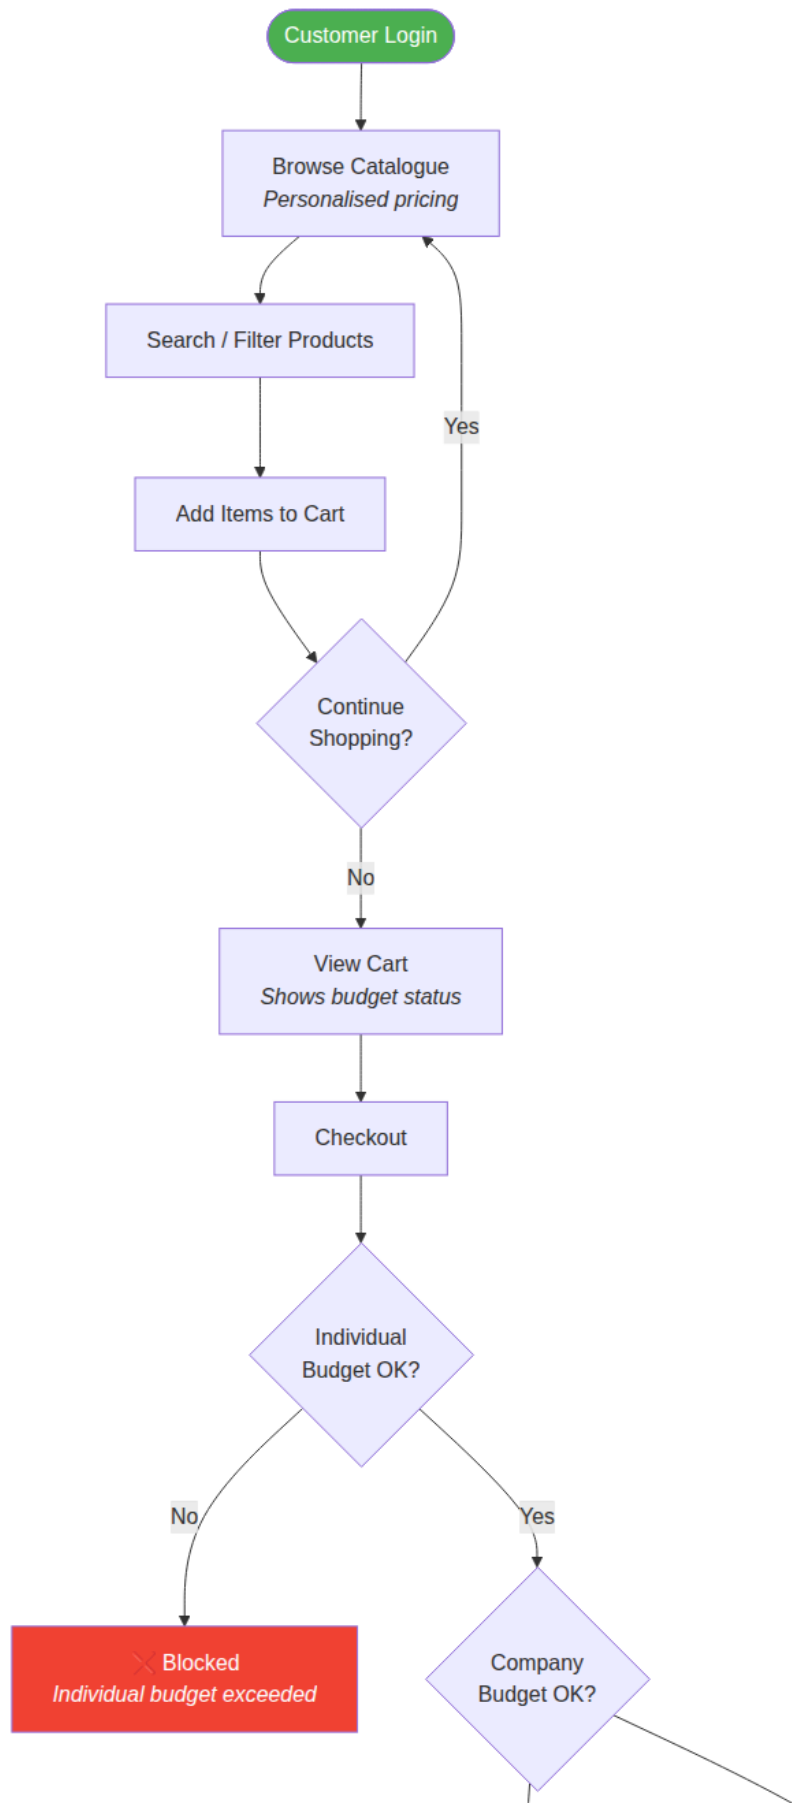 Customer Login
Browse Catalogue
Personalised pricing
Search / Filter Products
Yes
Add Items to Cart
Continue
Shopping?
No
View Cart
Shows budget status
Checkout
Individual
Budget OK?
No
Yes
❌ Blocked
Individual budget exceeded
Company
Budget OK?